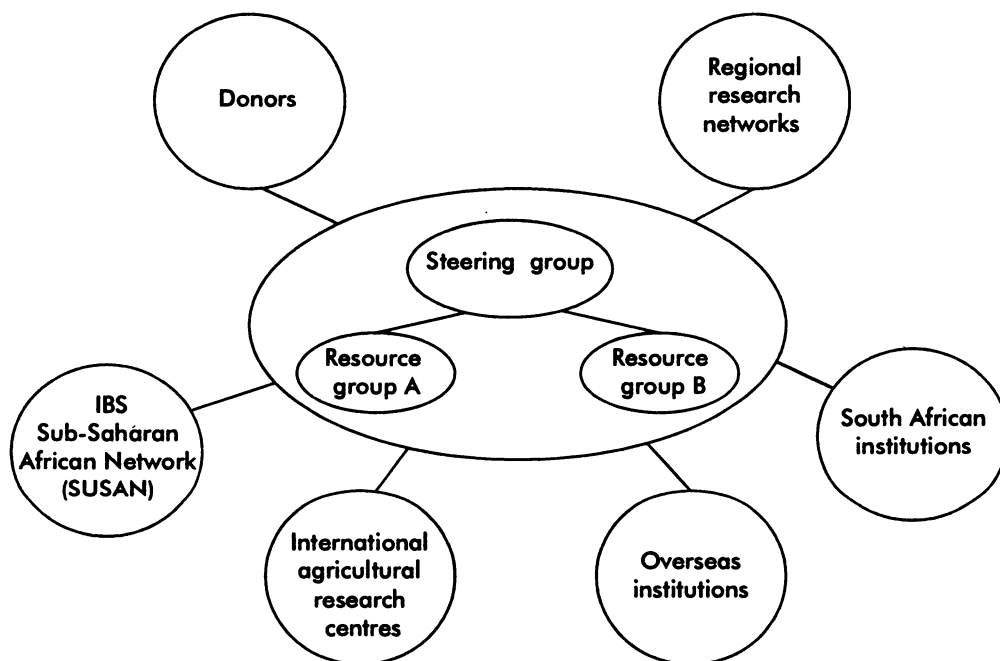 Donors
Regional
research
networks
Steering group
Resource
group A
Resource
group B
IBS
Sub-Saháran
African Network
(SUSAN)
South African
institutions
International
agricultural
research
centres
Overseas
institutions